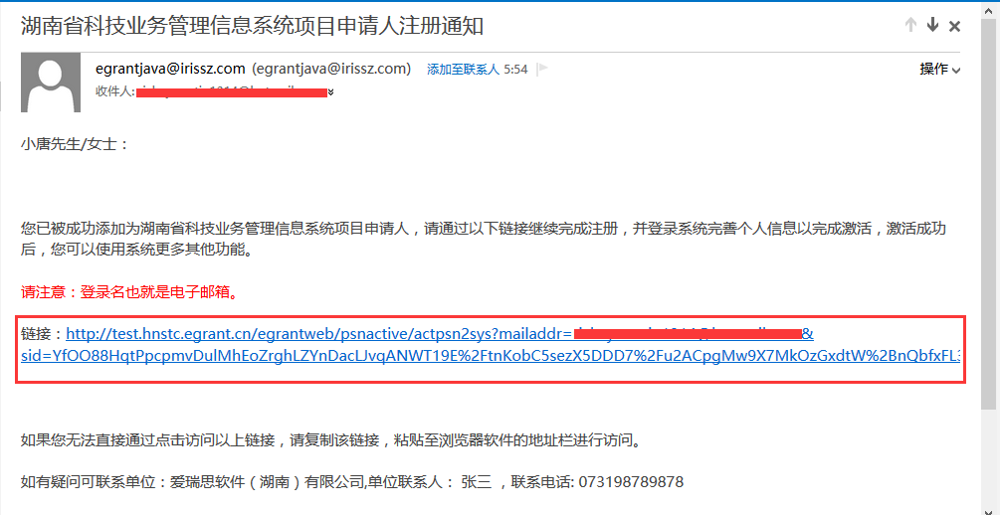 湖南省科技业务管理信息系统项目申请人注册通知
egrantjava@irissz.com (egrantjava@irissz.com) 添加至联系人 5:54
操作
收件人:
小唐先生/女士：
您已被成功添加为湖南省科技业务管理信息系统项目申请人，请通过以下链接继续完成注册，并登录系统完善个人信息以完成激活，激活成功
后，您可以使用系统更多其他功能。
请注意：登录名也就是电子邮箱。
链接：http://test.hnstc.egrant.cn/egrantweb/psnactive/actpsn2sys?mailaddr= &
sid=YfOO88HqtPpcpmvDulMhEoZrghLZYnDacLJvqANWT19E%2FtnKobC5sezX5DDD7%2Fu2ACpgMw9X7MkOzGxdtW%2BnQbfxFL
如果您无法直接通过点击访问以上链接，请复制该链接，粘贴至浏览器软件的地址栏进行访问。
如有疑问可联系单位：爱瑞思软件（湖南）有限公司,单位联系人： 张三 ，联系电话: 073198789878